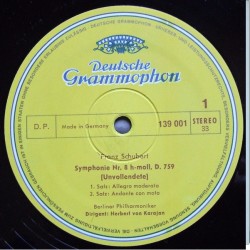 Deutsche
Grammophon
D.P.
Made in Germany
139 001
1
STEREO
33
Franz Schubert
Symphonie Nr. 8 h-moll, D. 759
(Unvollendete)
1. Satz: Allegro moderato
2. Satz: Andante con moto
Berliner Philharmoniker
Dirigent: Herbert von Karajan